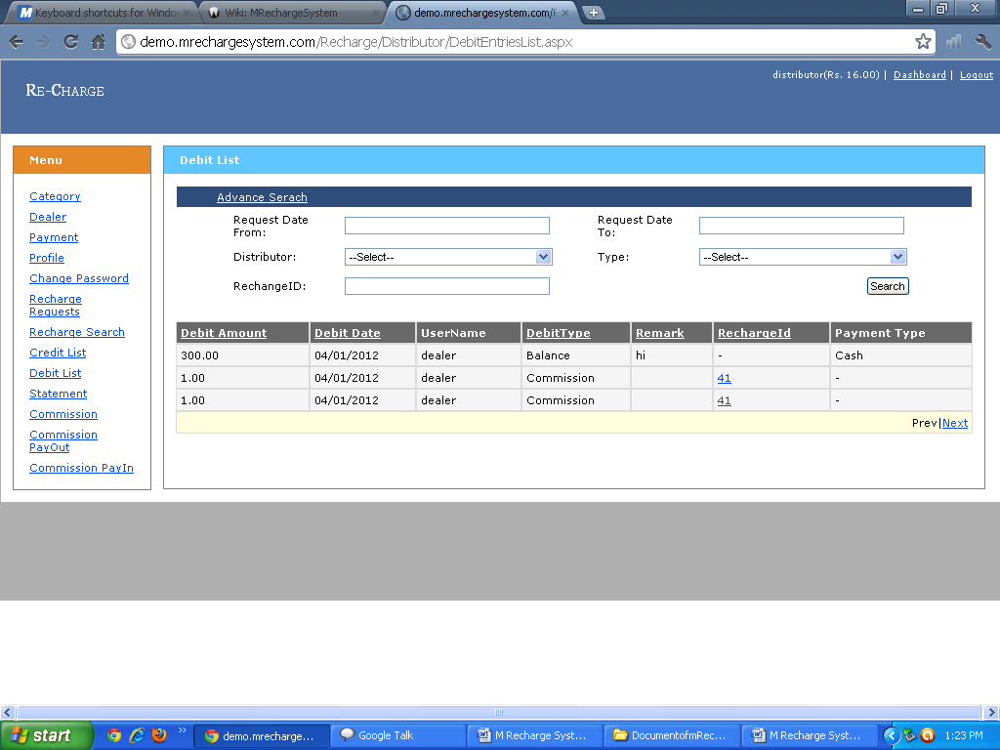 Keyboard shortcuts for Windo
Wiki: MRechargeSystem
demo.mrechargesystem.com/R
demo.mrechargesystem.com/Recharge/Distributor/DebitEntriesList.aspx
distributor(Rs. 16.00) | Dashboard | Logout
RE-CHARGE
Menu
Category
Dealer
Payment
Profile
Change Password
Recharge
Requests
Recharge Search
Credit List
Debit List
Statement
Commission
Commission
PayOut
Commission PayIn
Debit List
Advance Serach
Request Date
From:
Request Date
To:
Distributor: --Select--
Type: --Select--
RechangeID:
Search
Debit Amount Debit Date UserName DebitType Remark RechargeId Payment Type
300.00 04/01/2012 dealer Balance hi - Cash
1.00 04/01/2012 dealer Commission 41 -
1.00 04/01/2012 dealer Commission 41 -
Prev|Next
start
demo.mrecharge...
Google Talk
M Recharge Syst...
DocumentofmRec...
M Recharge Syst...
1:23 PM